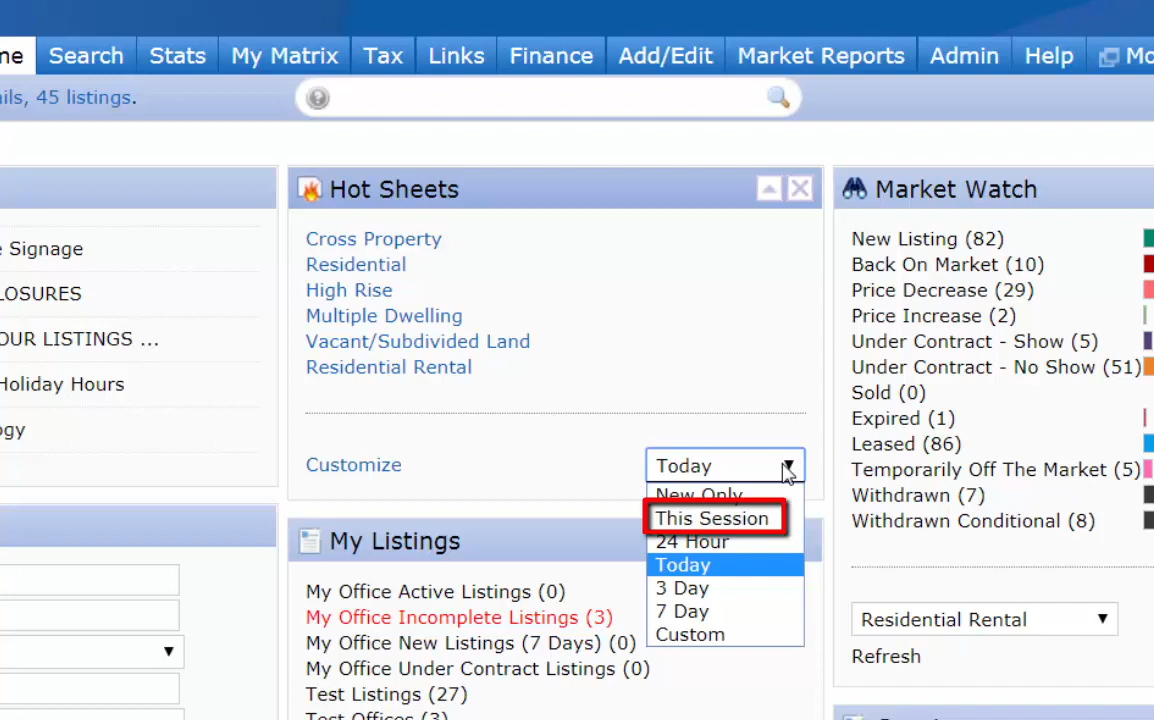 me Search Stats My Matrix Tax Links Finance Add/Edit Market Reports Admin Help Mo
ils, 45 listings.
e Signage
LOSURES
OUR LISTINGS ...
Holiday Hours
ogy
Hot Sheets
Cross Property
Residential
High Rise
Multiple Dwelling
Vacant/Subdivided Land
Residential Rental
Customize
Today
New Only
This Session
24 Hour
Today
3 Day
7 Day
Custom
My Listings
My Office Active Listings (0)
My Office Incomplete Listings (3)
My Office New Listings (7 Days) (0)
My Office Under Contract Listings (0)
Test Listings (27)
Test Offices (3)
Market Watch
New Listing (82)
Back On Market (10)
Price Decrease (29)
Price Increase (2)
Under Contract - Show (5)
Under Contract - No Show (51)
Sold (0)
Expired (1)
Leased (86)
Temporarily Off The Market (5)
Withdrawn (7)
Withdrawn Conditional (8)
Residential Rental
Refresh